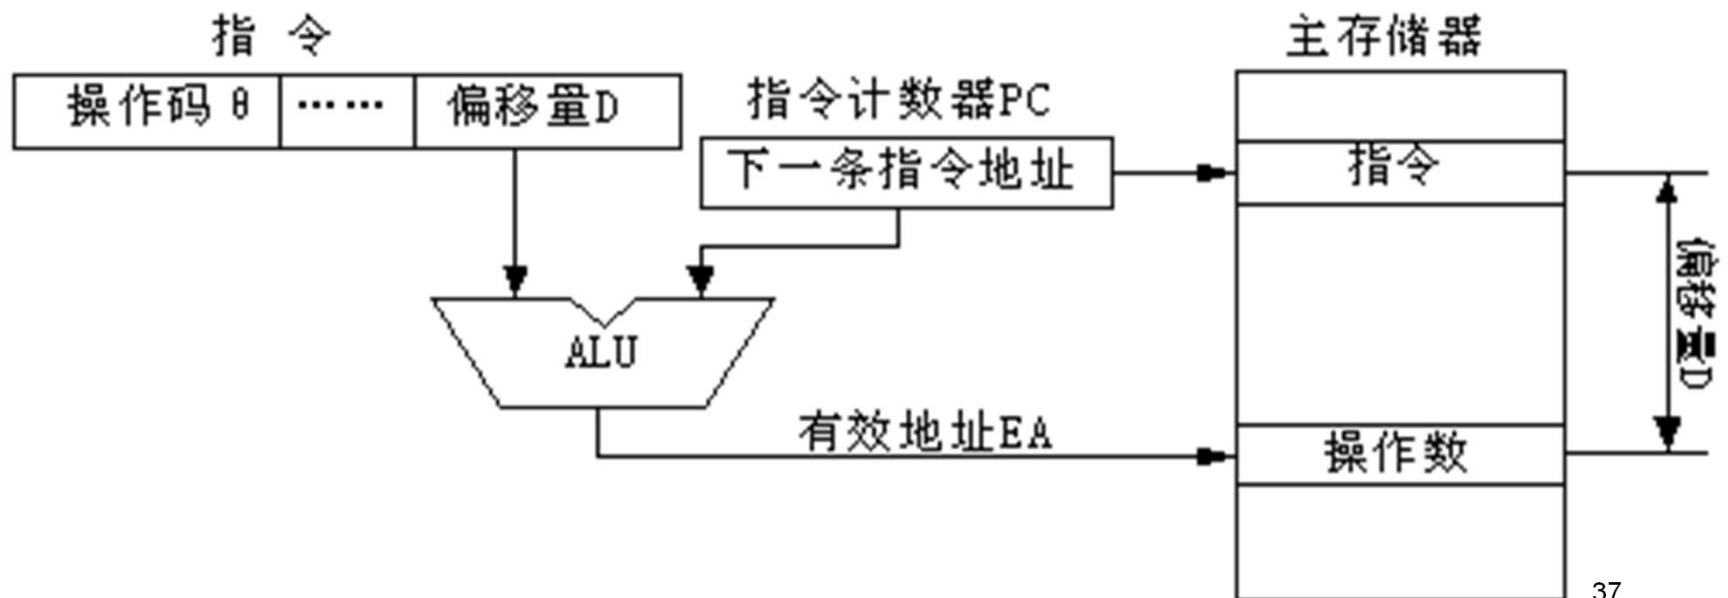 指 令
主存储器
操作码 θ
……
偏移量D
指令计数器PC
下一条指令地址
指令
偏移量D
ALU
有效地址EA
操作数
37